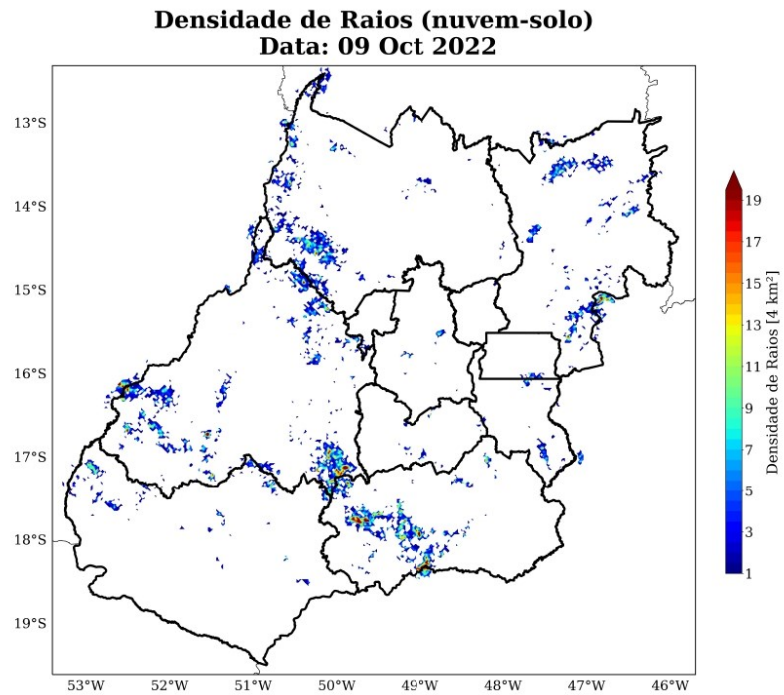 Densidade de Raios (nuvem-solo)
Data: 09 Oct 2022
13°S
14°S
15°S
16°S
17°S
18°S
19°S
53°W 52°W 51°W 50°W 49°W 48°W 47°W 46°W
19
17
15
13
11
9
7
5
3
1
Densidade de Raios [4 km²]